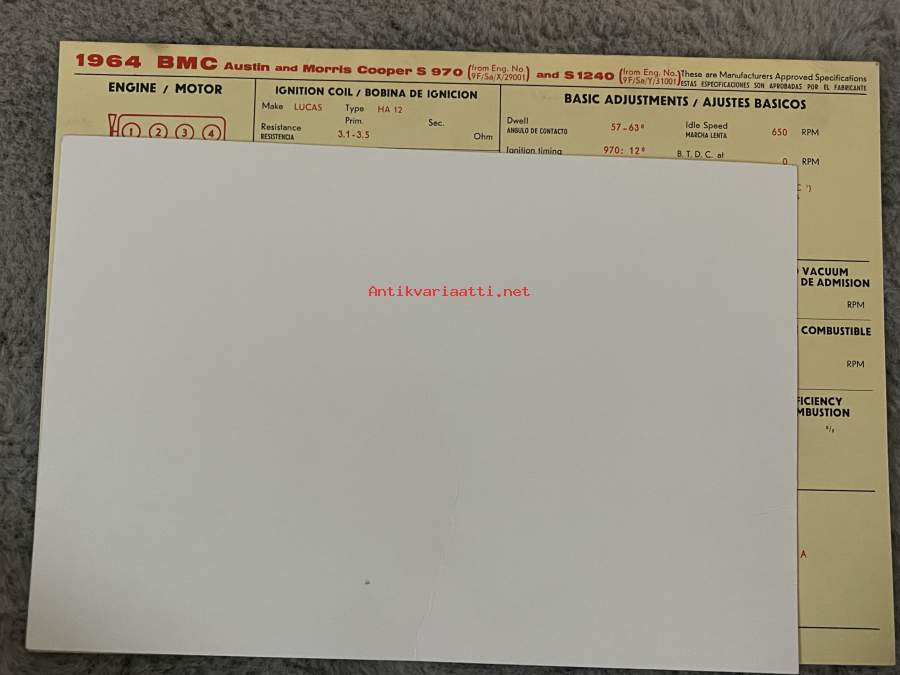 1964 BMC Austin and Morris Cooper S 970 (from Eng. No. 9F/Sa/X/29001) and S 1240 (from Eng. No. 9F/Sa/Y/31001)
These are Manufacturers Approved Specifications
ESTAS ESPECIFICACIONES SON APROBADAS POR EL FABRICANTE
ENGINE / MOTOR
1 2 3 4
IGNITION COIL / BOBINA DE IGNICION
Make LUCAS Type HA 12
Prim. Sec.
Resistance 3.1-3.5 Ohm
RESISTENCIA
BASIC ADJUSTMENTS / AJUSTES BASICOS
Dwell 57-63° Idle Speed 650 RPM
ANGULO DE CONTACTO MARCHA LENTA
Ignition timing 970: 12° B. T. D. C. at 0 RPM
C °)
VACUUM
DE ADMISION
RPM
COMBUSTIBLE
RPM
FICIENCY
MBUSTION
%
A
Antikvariaatti.net